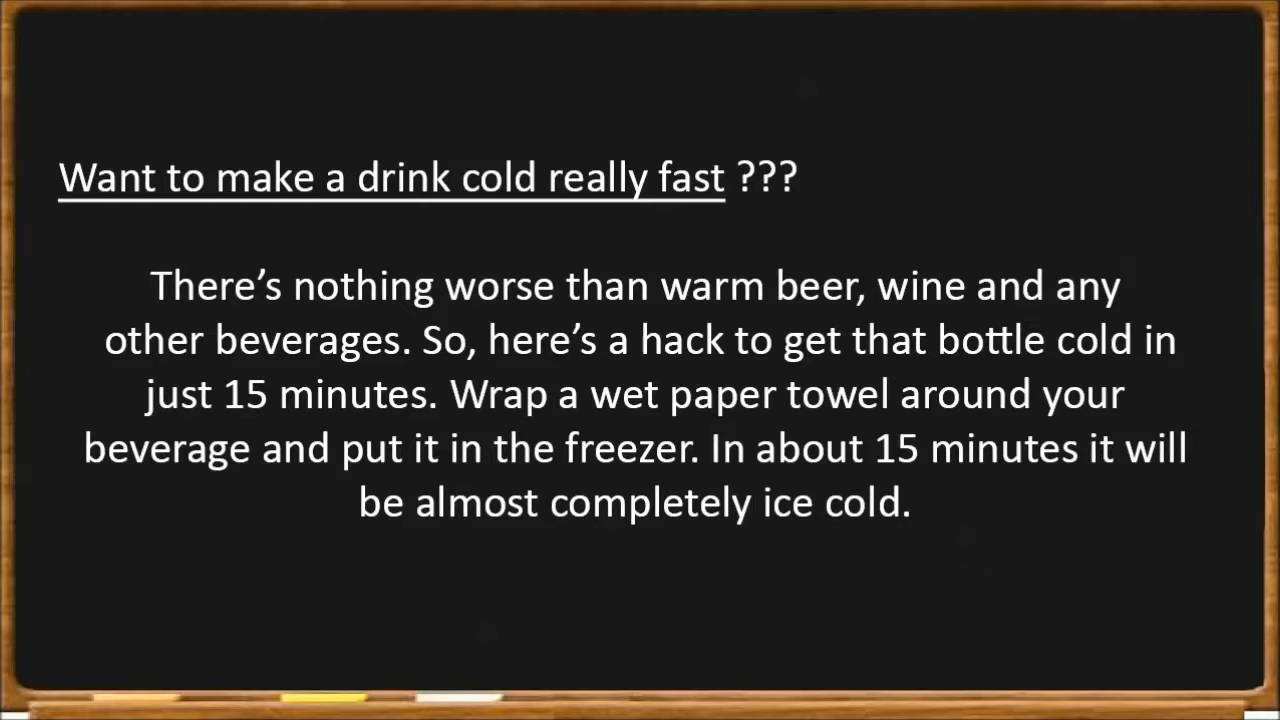 Want to make a drink cold really fast ???
There’s nothing worse than warm beer, wine and any
other beverages. So, here’s a hack to get that bottle cold in
just 15 minutes. Wrap a wet paper towel around your
beverage and put it in the freezer. In about 15 minutes it will
be almost completely ice cold.